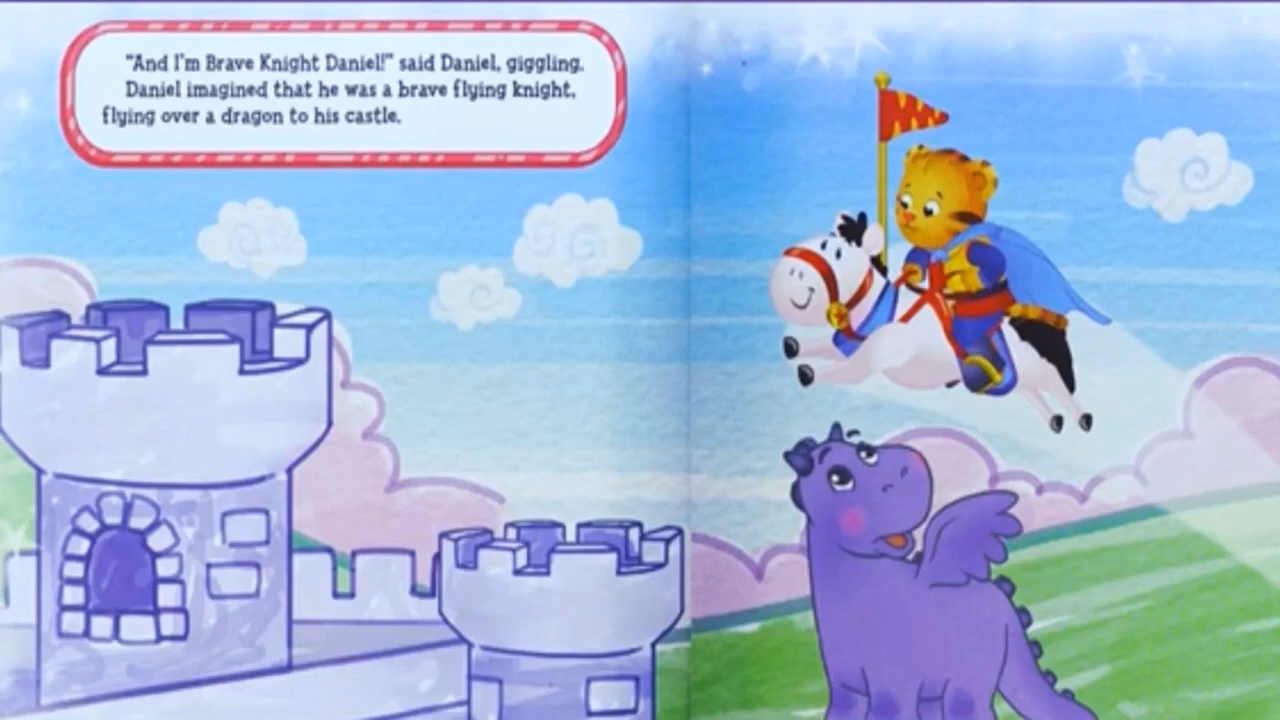 "And I'm Brave Knight Daniel!" said Daniel, giggling.
Daniel imagined that he was a brave flying knight,
flying over a dragon to his castle.